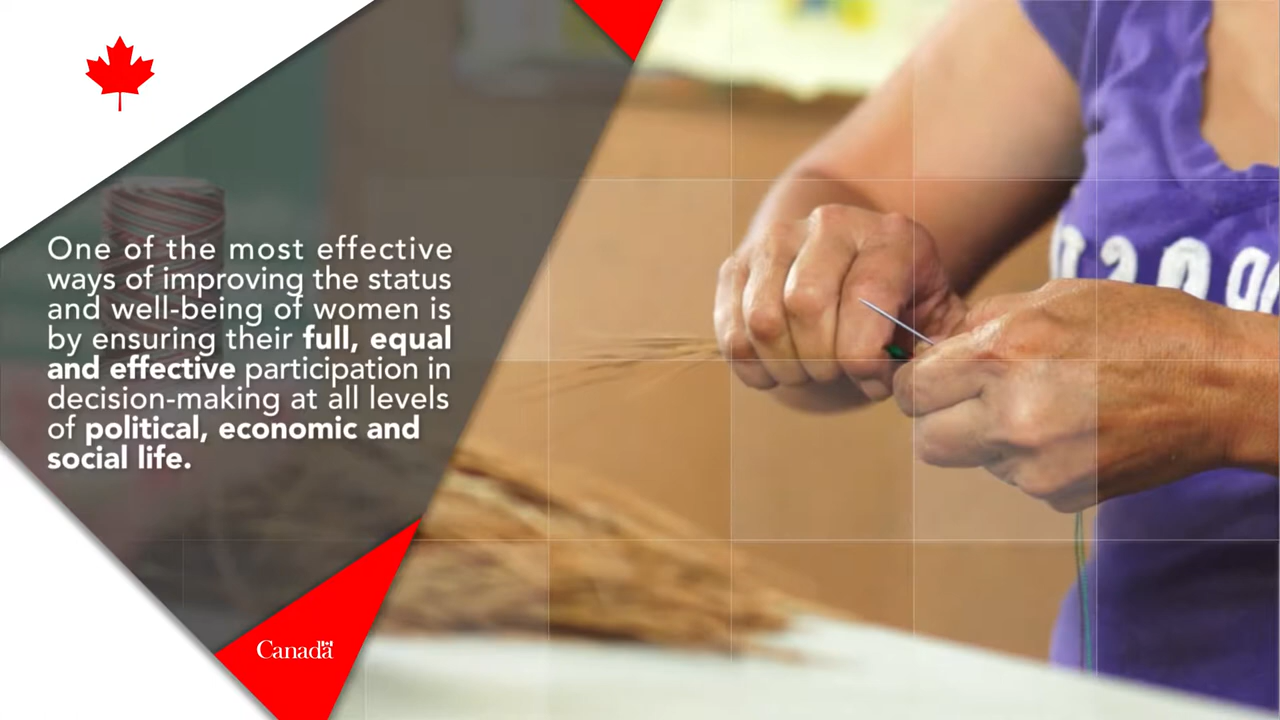 One of the most effective
ways of improving the status
and well-being of women is
by ensuring their full, equal
and effective participation in
decision-making at all levels
of political, economic and
social life.
Canada